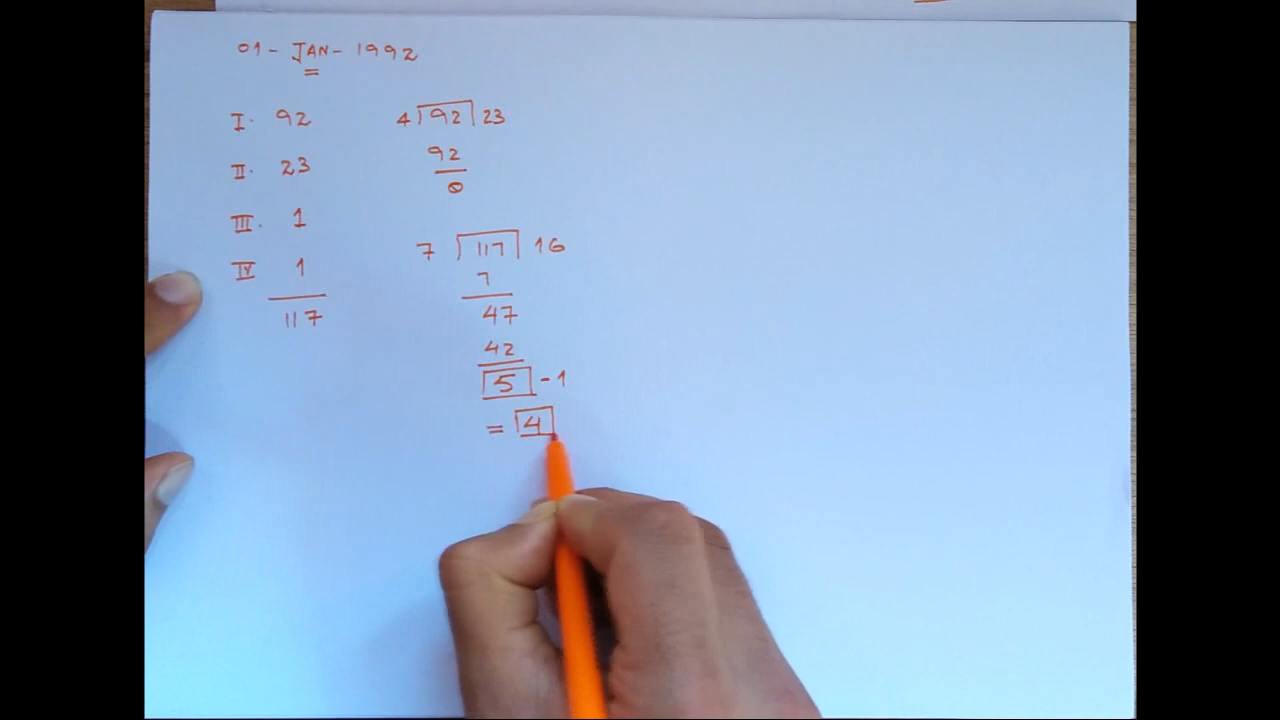 01 - JAN - 1992
I. 92
II. 23
III. 1
IV 1
117
4 92 23
92
0
7 117 16
7
47
42
5 - 1
= 4